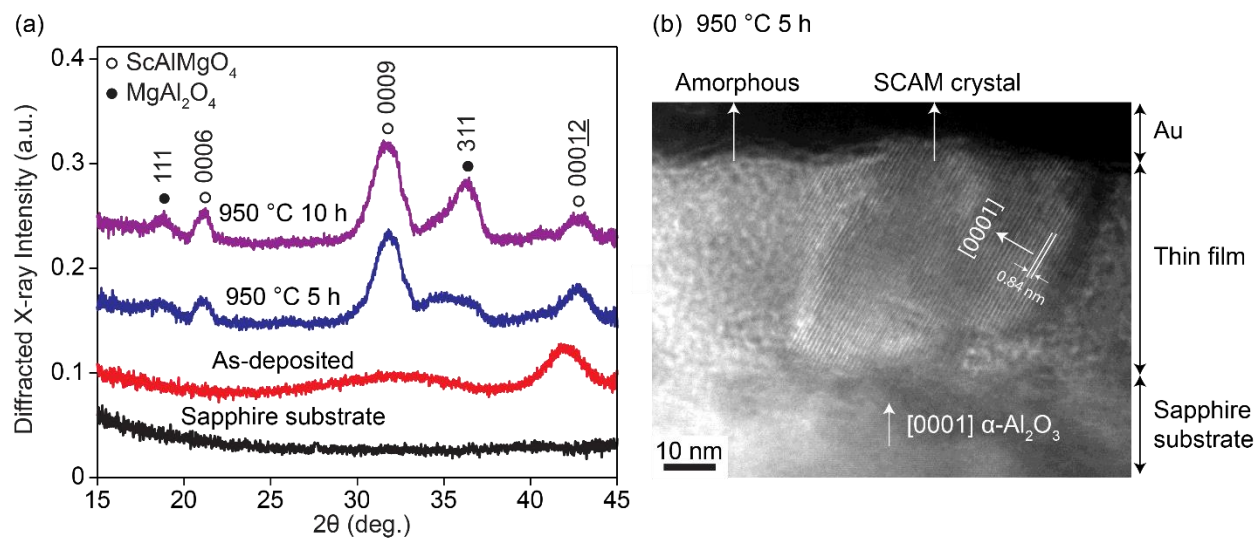 (a)
(b) 950 °C 5 h
0.4
0.3
0.2
0.1
0
Diffracted X-ray Intensity (a.u.)
○ ScAlMgO₄
● MgAl₂O₄
111
0006
0009
311
00012
950 °C 10 h
950 °C 5 h
As-deposited
Sapphire substrate
15 20 25 30 35 40 45
2θ (deg.)
Amorphous
SCAM crystal
Au
[0001]
0.84 nm
Thin film
[0001] α-Al₂O₃
10 nm
Sapphire
substrate